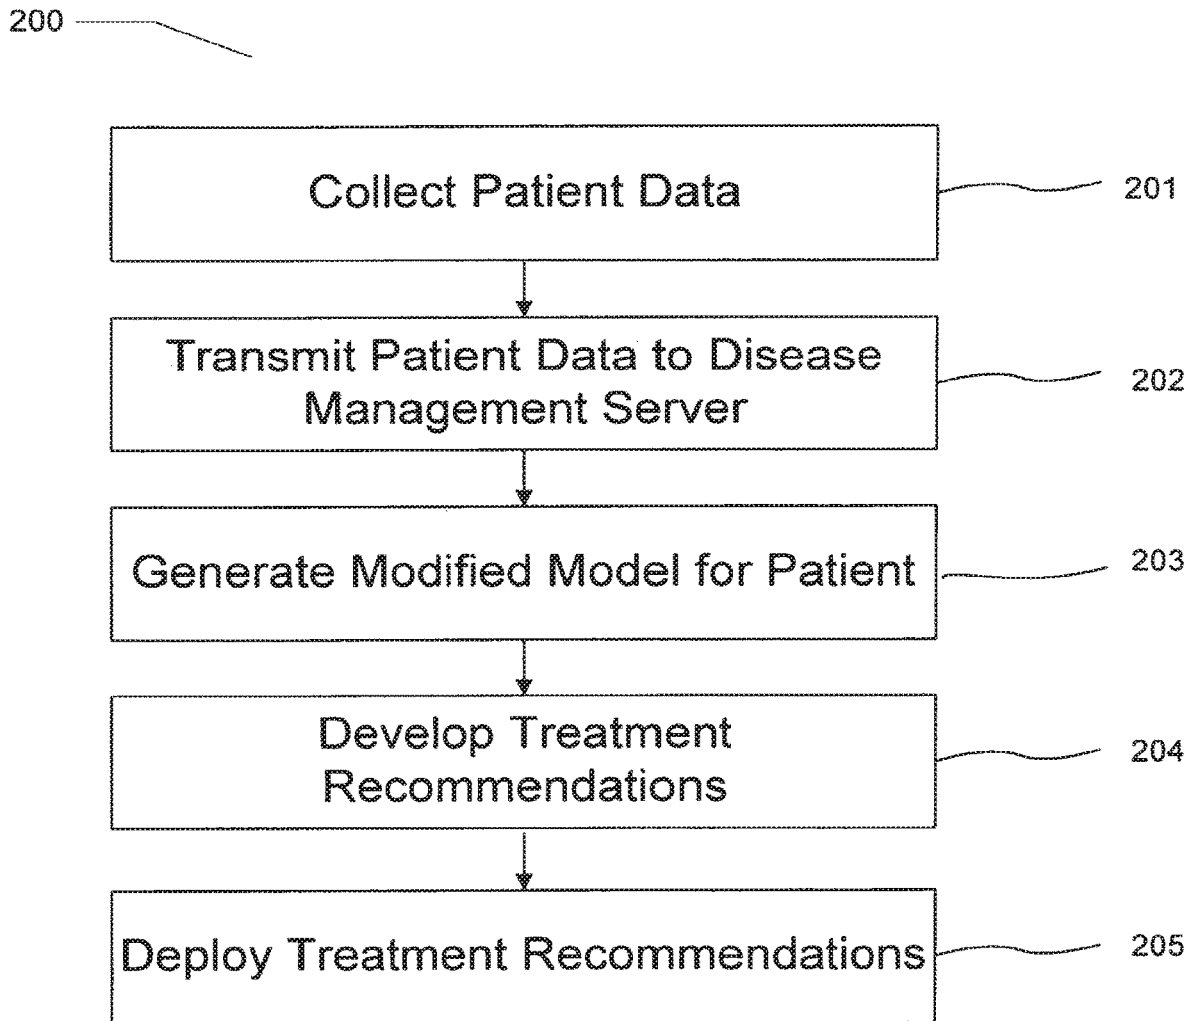 200
Collect Patient Data
201
Transmit Patient Data to Disease
Management Server
202
Generate Modified Model for Patient
203
Develop Treatment
Recommendations
204
Deploy Treatment Recommendations
205